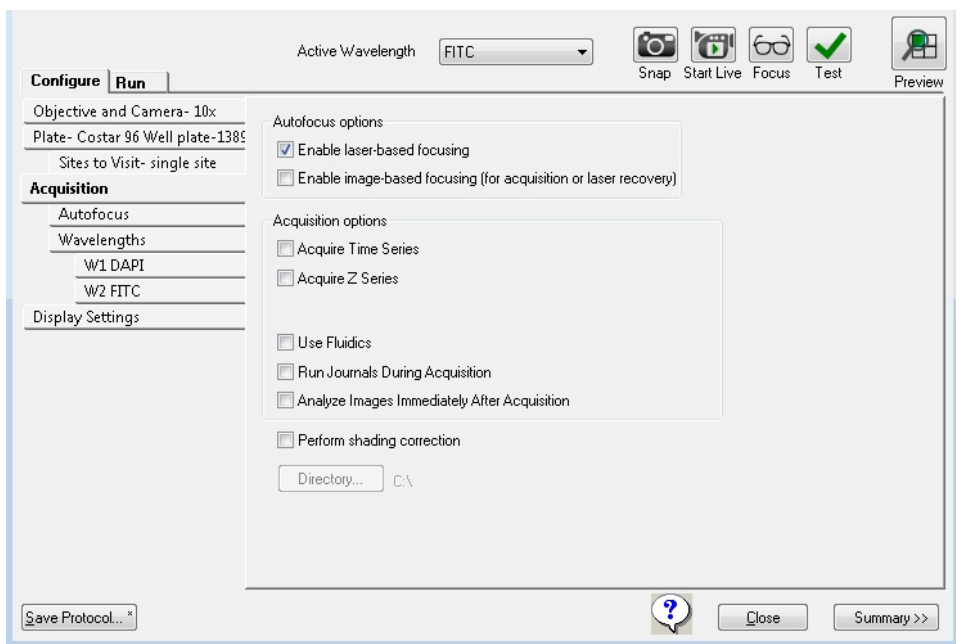 Active Wavelength FITC
Snap Start Live Focus Test Preview
Configure Run
Objective and Camera- 10x
Plate- Costar 96 Well plate-1389
Sites to Visit- single site
Acquisition
Autofocus
Wavelengths
W1 DAPI
W2 FITC
Display Settings
Autofocus options
Enable laser-based focusing
Enable image-based focusing (for acquisition or laser recovery)
Acquisition options
Acquire Time Series
Acquire Z Series
Use Fluidics
Run Journals During Acquisition
Analyze Images Immediately After Acquisition
Perform shading correction
Directory... C:\
Save Protocol... * ? Close Summary >>